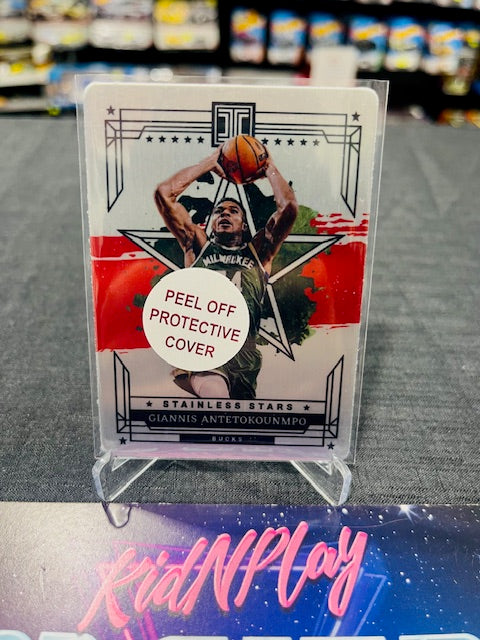 MILWAUKEE
PEEL OFF
PROTECTIVE
COVER
STAINLESS STARS
GIANNIS ANTETOKOUNMPO
BUCKS
KidNPlay